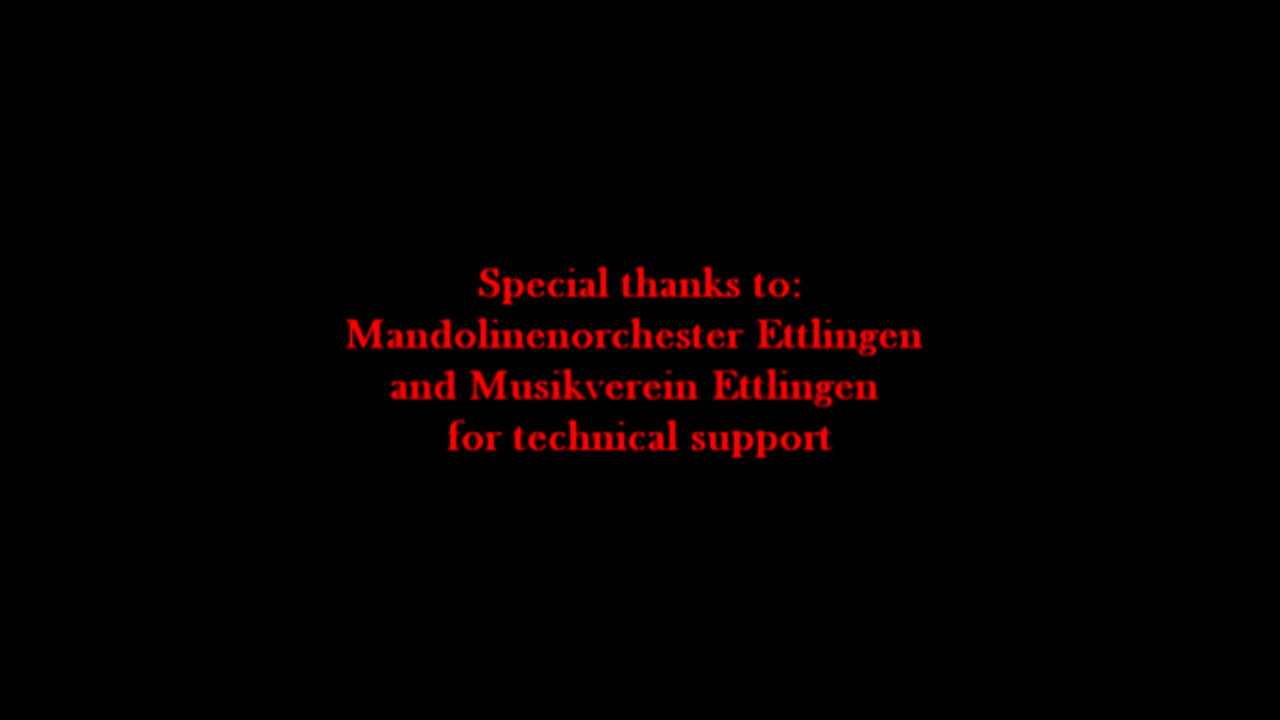 Special thanks to:
Mandolinenorchester Ettlingen
and Musikverein Ettlingen
for technical support